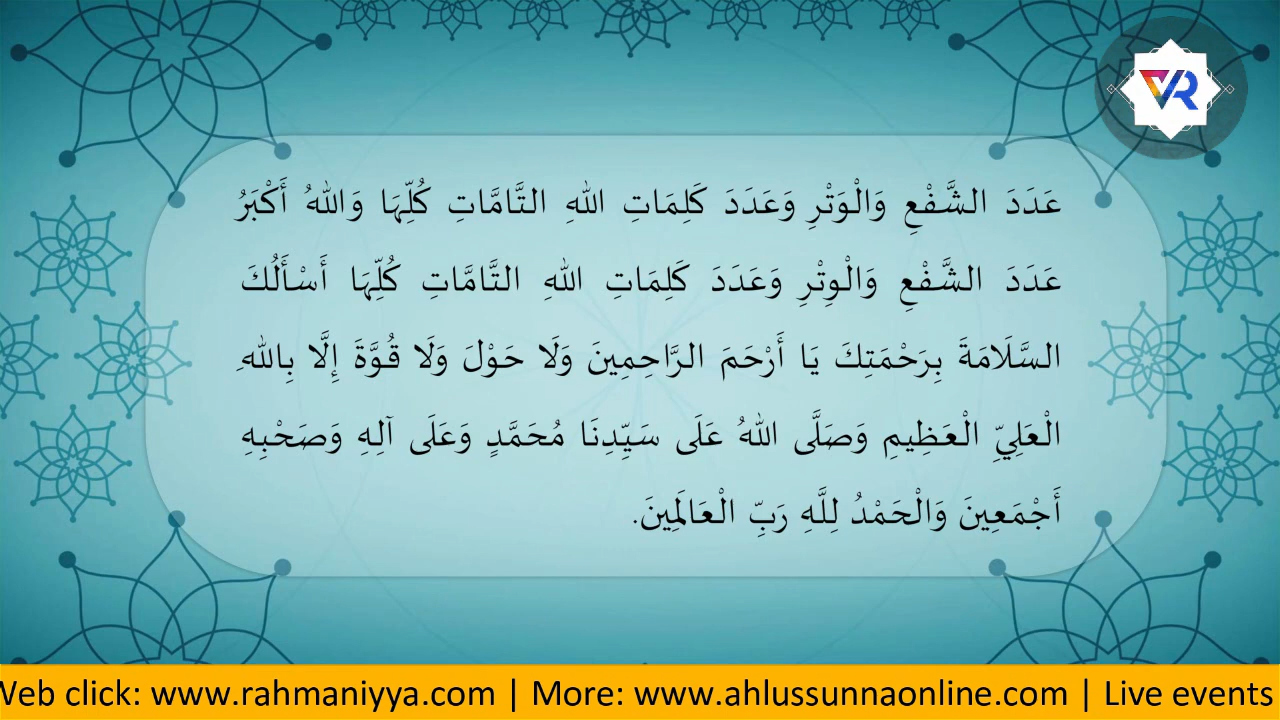 عَدَدَ الشَّفْعِ وَالْوَتْرِ وَعَدَدَ كَلِمَاتِ اللهِ التَّامَّاتِ كُلِّهَا وَاللهُ أَكْبَرُ
عَدَدَ الشَّفْعِ وَالْوِتْرِ وَعَدَدَ كَلِمَاتِ اللهِ التَّامَّاتِ كُلِّهَا أَسْأَلُكَ
السَّلَامَةَ بِرَحْمَتِكَ يَا أَرْحَمَ الرَّاحِمِينَ وَلَا حَوْلَ وَلَا قُوَّةَ إِلَّا بِاللهِ
الْعَلِيِّ الْعَظِيمِ وَصَلَّى اللهُ عَلَى سَيِّدِنَا مُحَمَّدٍ وَعَلَى آلِهِ وَصَحْبِهِ
أَجْمَعِينَ وَالْحَمْدُ لِلَّهِ رَبِّ الْعَالَمِينَ.
VR
Web click: www.rahmaniyya.com | More: www.ahlussunnaonline.com | Live events